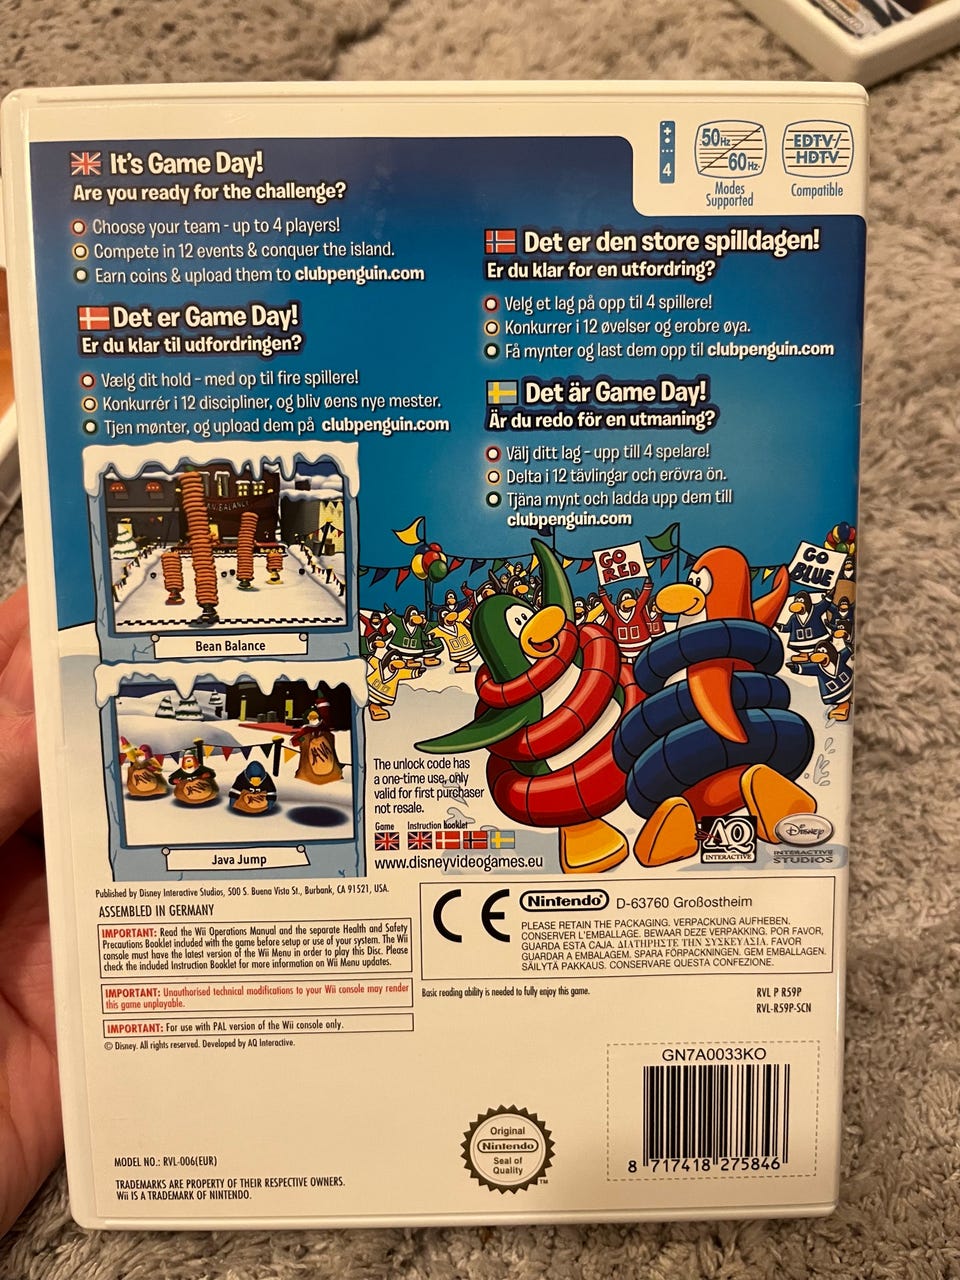 It's Game Day!
Are you ready for the challenge?
Choose your team - up to 4 players!
Compete in 12 events & conquer the island.
Earn coins & upload them to clubpenguin.com
Det er Game Day!
Er du klar til udfordringen?
Vælg dit hold – med op til fire spillere!
Konkurrér i 12 discipliner, og bliv øens nye mester.
Tjen mønter, og upload dem på clubpenguin.com
4
50Hz
60Hz
Modes
Supported
EDTV/
HDTV
Compatible
Det er den store spilldagen!
Er du klar for en utfordring?
Velg et lag på opp til 4 spillere!
Konkurrer i 12 øvelser og erobre øya.
Få mynter og last dem opp til clubpenguin.com
Det är Game Day!
Är du redo för en utmaning?
Välj ditt lag - upp till 4 spelare!
Delta i 12 tävlingar och erövra ön.
Tjäna mynt och ladda upp dem till
clubpenguin.com
Bean Balance
Java Jump
GO
RED
GO
BLUE
The unlock code has
a one-time use, only
valid for first purchaser
not resale.
Game
Instruction booklet
www.disneyvideogames.eu
AQ
INTERACTIVE
Disney
INTERACTIVE
STUDIOS
Published by Disney Interactive Studios, 500 S. Buena Vista St., Burbank, CA 91521, USA.
ASSEMBLED IN GERMANY
IMPORTANT: Read the Wii Operations Manual and the separate Health and Safety
Precautions Booklet included with the game before setup or use of your system. The Wii
console must have the latest version of the Wii Menu in order to play this Disc. Please
check the included Instruction Booklet for more information on Wii Menu updates.
IMPORTANT: Unauthorised technical modifications to your Wii console may render
this game unplayable.
IMPORTANT: For use with PAL version of the Wii console only.
© Disney. All rights reserved. Developed by AQ Interactive.
CE
Nintendo
D-63760 Großostheim
PLEASE RETAIN THE PACKAGING. VERPACKUNG AUFHEBEN.
CONSERVER L'EMBALLAGE. BEWAAR DEZE VERPAKKING. POR FAVOR,
GUARDA ESTA CAJA. ΔΙΑΤΗΡΗΣΤΕ ΤΗΝ ΣΥΣΚΕΥΑΣΙΑ. FAVOR
GUARDAR A EMBALAGEM. SPARA FÖRPACKNINGEN. GEM EMBALLAGEN.
SÄILYTÄ PAKKAUS. CONSERVARE QUESTA CONFEZIONE.
Basic reading ability is needed to fully enjoy this game.
RVL P R59P
RVL-R59P-SCN
GN7A0033KO
8 717418 275846
Original
Nintendo
Seal of
Quality
TM
MODEL NO.: RVL-006(EUR)
TRADEMARKS ARE PROPERTY OF THEIR RESPECTIVE OWNERS.
Wii IS A TRADEMARK OF NINTENDO.